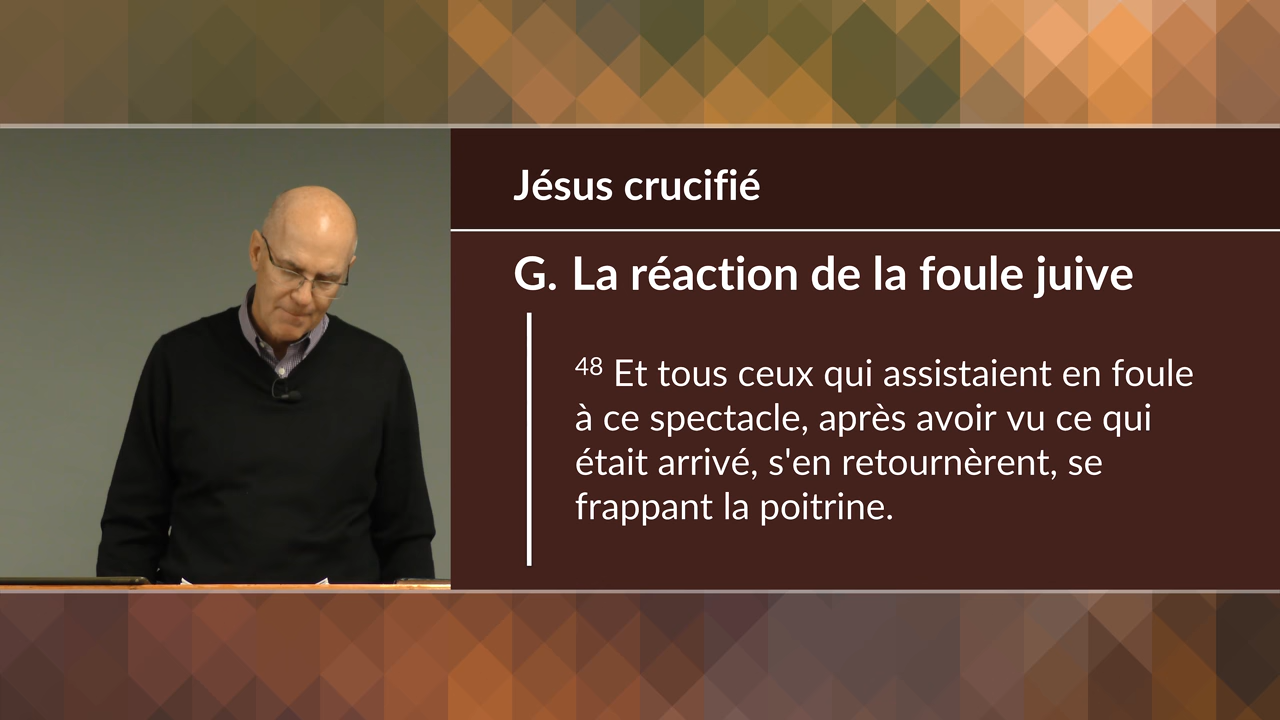 Jésus crucifié
G. La réaction de la foule juive
48 Et tous ceux qui assistaient en foule
à ce spectacle, après avoir vu ce qui
était arrivé, s'en retournèrent, se
frappant la poitrine.